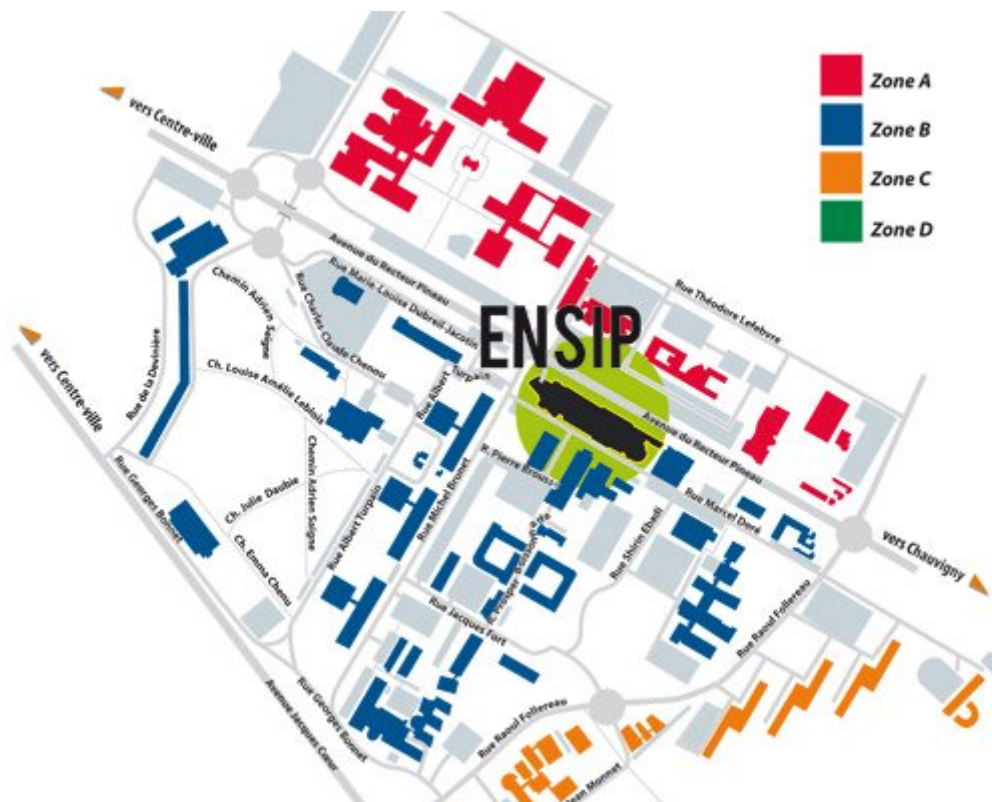 Zone A
Zone B
Zone C
Zone D
vers Centre-ville
Avenue du Recteur Pineau
Rue Marie-Louise Dubreil-Jacotin
Rue Théodore Lefebvre
Chemin Adrien Saigne
Rue Charles Claude Chenou
ENSIP
vers Centre-ville
Rue de la Devinière
Ch. Louise Amélie Leblois
Rue Albert Turpain
Avenue du Recteur Pineau
Chemin Adrien Saigne
R. Pierre Brousse
Rue Michel Brunet
Rue Marcel Doré
Rue Georges Bonnet
Ch. Julie Daubie
Rue Albert Turpain
Rue Shirin Ebadi
vers Chauvigny
Ch. Emma Chenu
Rue Jacques Fort
Rue Raoul Follereau
Rue Georges Bonnet
Avenue Jacques Cœur
Rue Raoul Follereau
Jean Monnet